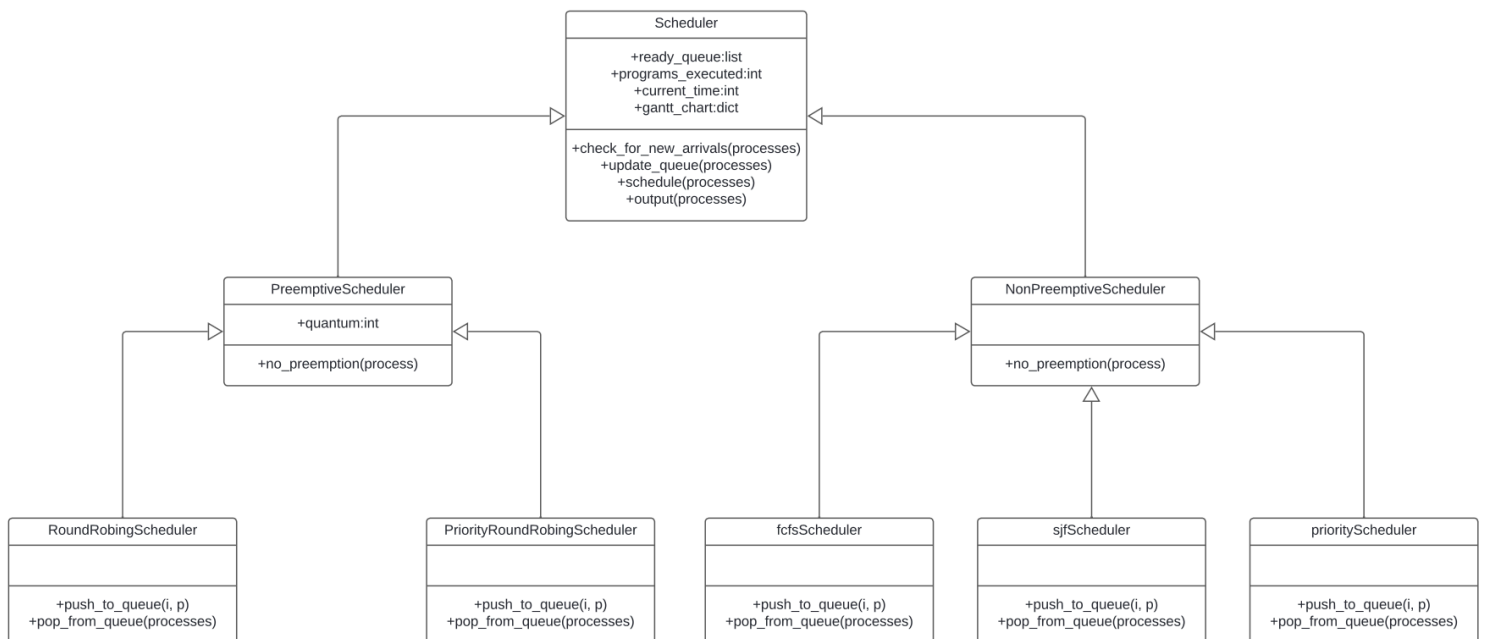 Scheduler
+ready_queue:list
+programs_executed:int
+current_time:int
+gantt_chart:dict
+check_for_new_arrivals(processes)
+update_queue(processes)
+schedule(processes)
+output(processes)
PreemptiveScheduler
+quantum:int
+no_preemption(process)
NonPreemptiveScheduler
+no_preemption(process)
RoundRobingScheduler
+push_to_queue(i, p)
+pop_from_queue(processes)
PriorityRoundRobingScheduler
+push_to_queue(i, p)
+pop_from_queue(processes)
fcfsScheduler
+push_to_queue(i, p)
+pop_from_queue(processes)
sjfScheduler
+push_to_queue(i, p)
+pop_from_queue(processes)
priorityScheduler
+push_to_queue(i, p)
+pop_from_queue(processes)